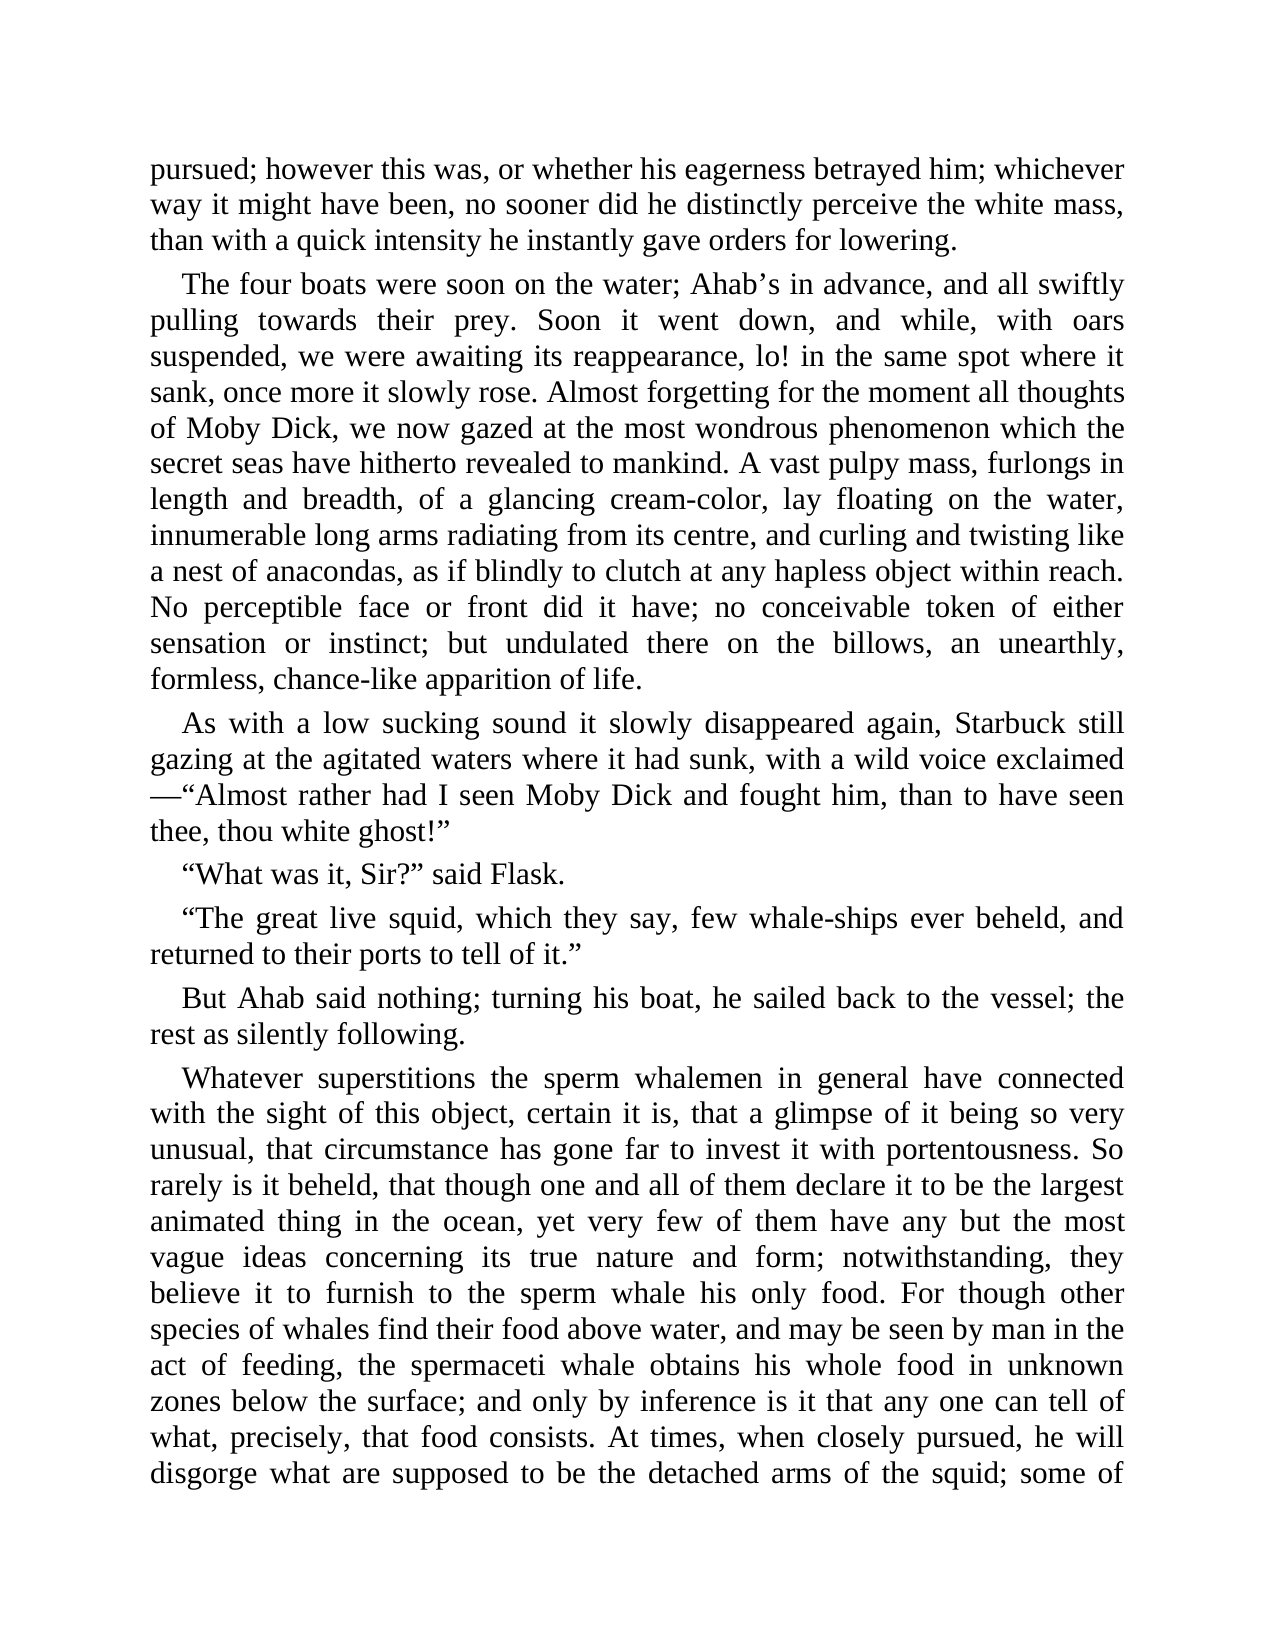 pursued; however this was, or whether his eagerness betrayed him; whichever
way it might have been, no sooner did he distinctly perceive the white mass,
than with a quick intensity he instantly gave orders for lowering.
The four boats were soon on the water; Ahab’s in advance, and all swiftly
pulling towards their prey. Soon it went down, and while, with oars
suspended, we were awaiting its reappearance, lo! in the same spot where it
sank, once more it slowly rose. Almost forgetting for the moment all thoughts
of Moby Dick, we now gazed at the most wondrous phenomenon which the
secret seas have hitherto revealed to mankind. A vast pulpy mass, furlongs in
length and breadth, of a glancing cream-color, lay floating on the water,
innumerable long arms radiating from its centre, and curling and twisting like
a nest of anacondas, as if blindly to clutch at any hapless object within reach.
No perceptible face or front did it have; no conceivable token of either
sensation or instinct; but undulated there on the billows, an unearthly,
formless, chance-like apparition of life.
As with a low sucking sound it slowly disappeared again, Starbuck still
gazing at the agitated waters where it had sunk, with a wild voice exclaimed
—“Almost rather had I seen Moby Dick and fought him, than to have seen
thee, thou white ghost!”
“What was it, Sir?” said Flask.
“The great live squid, which they say, few whale-ships ever beheld, and
returned to their ports to tell of it.”
But Ahab said nothing; turning his boat, he sailed back to the vessel; the
rest as silently following.
Whatever superstitions the sperm whalemen in general have connected
with the sight of this object, certain it is, that a glimpse of it being so very
unusual, that circumstance has gone far to invest it with portentousness. So
rarely is it beheld, that though one and all of them declare it to be the largest
animated thing in the ocean, yet very few of them have any but the most
vague ideas concerning its true nature and form; notwithstanding, they
believe it to furnish to the sperm whale his only food. For though other
species of whales find their food above water, and may be seen by man in the
act of feeding, the spermaceti whale obtains his whole food in unknown
zones below the surface; and only by inference is it that any one can tell of
what, precisely, that food consists. At times, when closely pursued, he will
disgorge what are supposed to be the detached arms of the squid; some of